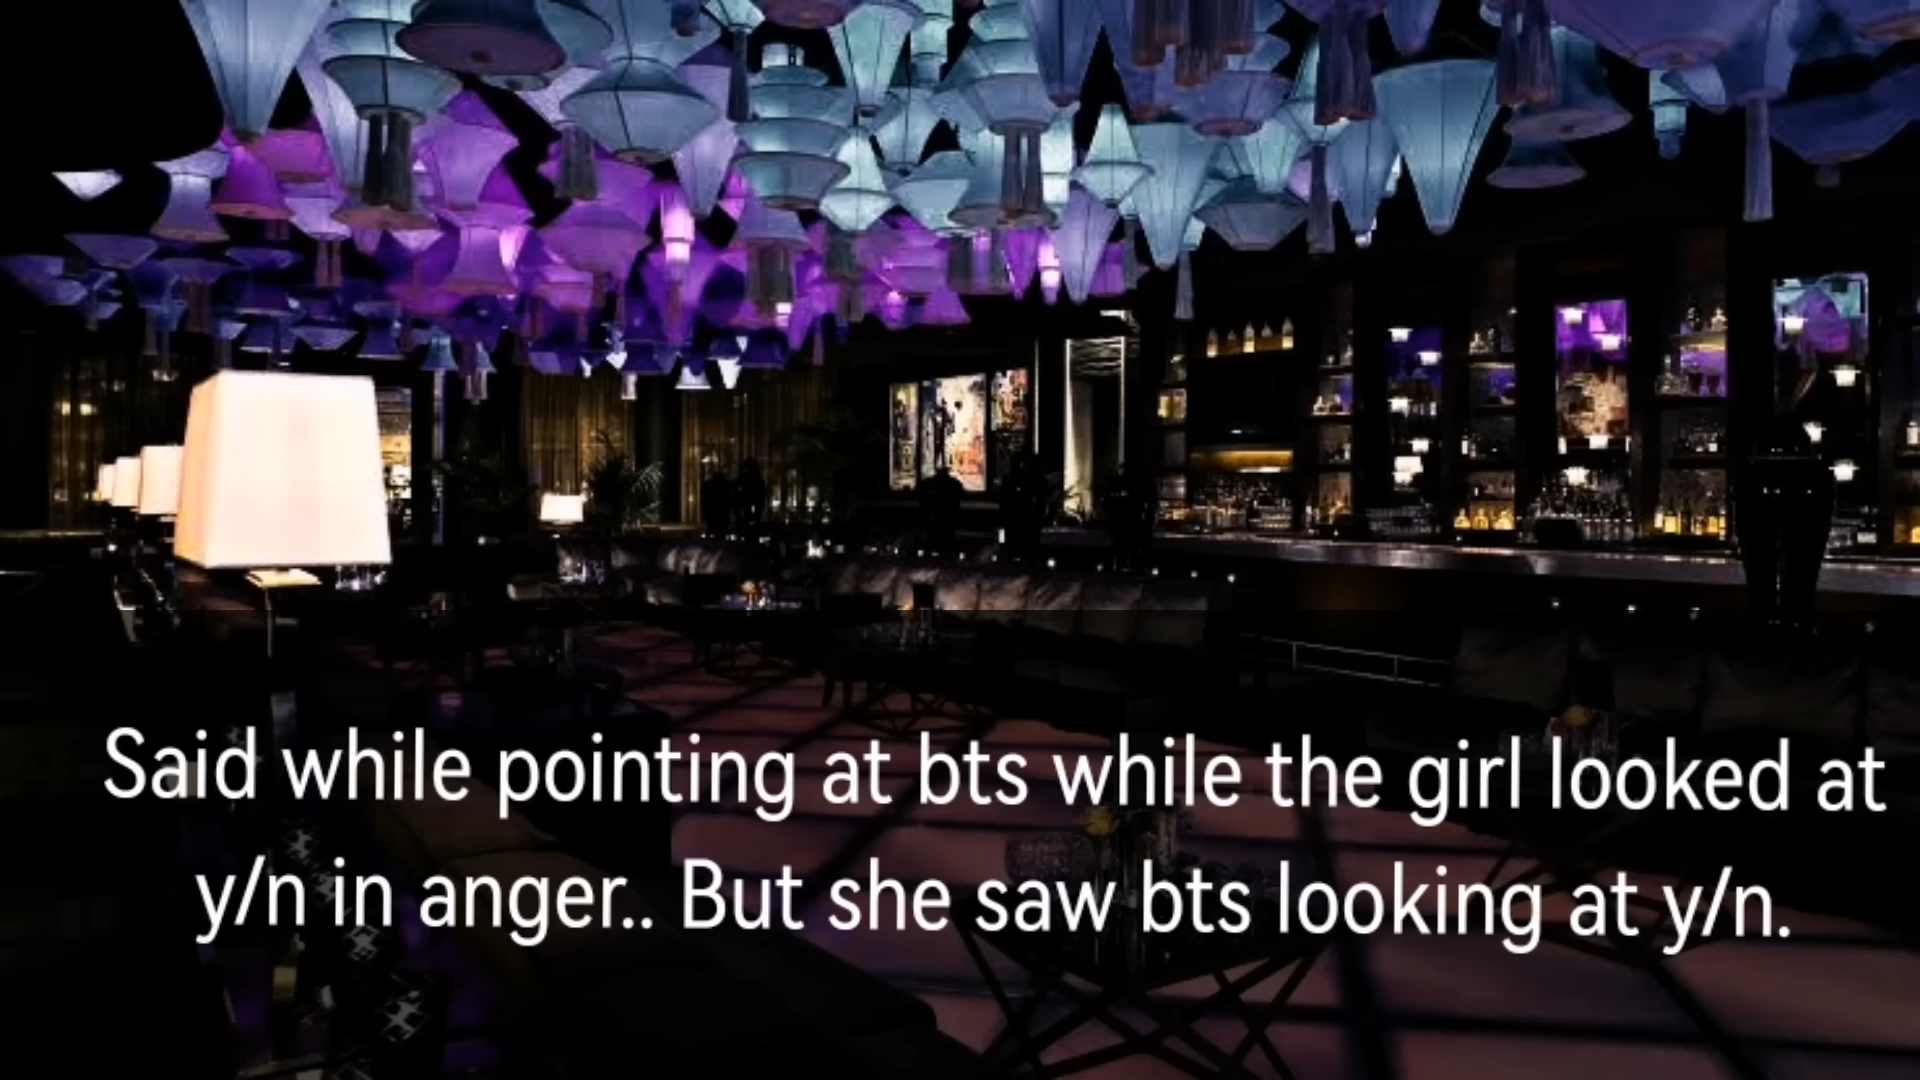 Said while pointing at bts while the girl looked at
y/n in anger.. But she saw bts looking at y/n.